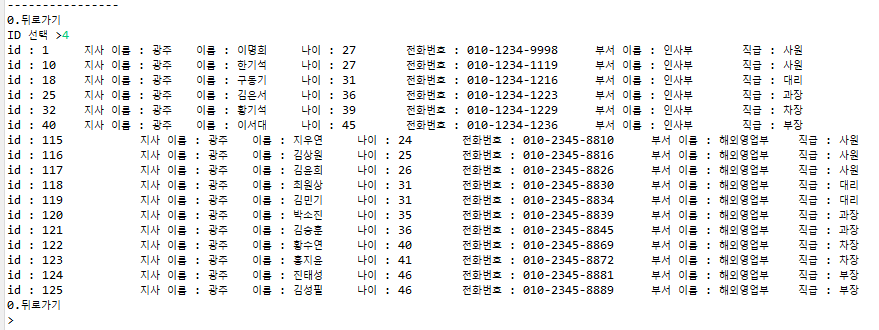 ----------------
0.뒤로가기
ID 선택 >4
id : 1 지사 이름 : 광주 이름 : 이명희 나이 : 27 전화번호 : 010-1234-9998 부서 이름 : 인사부 직급 : 사원
id : 10 지사 이름 : 광주 이름 : 한기석 나이 : 27 전화번호 : 010-1234-1119 부서 이름 : 인사부 직급 : 사원
id : 18 지사 이름 : 광주 이름 : 구동기 나이 : 31 전화번호 : 010-1234-1216 부서 이름 : 인사부 직급 : 대리
id : 25 지사 이름 : 광주 이름 : 김은서 나이 : 36 전화번호 : 010-1234-1223 부서 이름 : 인사부 직급 : 과장
id : 32 지사 이름 : 광주 이름 : 황기석 나이 : 39 전화번호 : 010-1234-1229 부서 이름 : 인사부 직급 : 차장
id : 40 지사 이름 : 광주 이름 : 이서대 나이 : 45 전화번호 : 010-1234-1236 부서 이름 : 인사부 직급 : 부장
id : 115 지사 이름 : 광주 이름 : 지우연 나이 : 24 전화번호 : 010-2345-8810 부서 이름 : 해외영업부 직급 : 사원
id : 116 지사 이름 : 광주 이름 : 김상원 나이 : 25 전화번호 : 010-2345-8816 부서 이름 : 해외영업부 직급 : 사원
id : 117 지사 이름 : 광주 이름 : 김윤희 나이 : 26 전화번호 : 010-2345-8826 부서 이름 : 해외영업부 직급 : 사원
id : 118 지사 이름 : 광주 이름 : 최원상 나이 : 31 전화번호 : 010-2345-8830 부서 이름 : 해외영업부 직급 : 대리
id : 119 지사 이름 : 광주 이름 : 김민기 나이 : 31 전화번호 : 010-2345-8834 부서 이름 : 해외영업부 직급 : 대리
id : 120 지사 이름 : 광주 이름 : 박소진 나이 : 35 전화번호 : 010-2345-8839 부서 이름 : 해외영업부 직급 : 과장
id : 121 지사 이름 : 광주 이름 : 김승훈 나이 : 36 전화번호 : 010-2345-8845 부서 이름 : 해외영업부 직급 : 과장
id : 122 지사 이름 : 광주 이름 : 황수연 나이 : 40 전화번호 : 010-2345-8869 부서 이름 : 해외영업부 직급 : 차장
id : 123 지사 이름 : 광주 이름 : 홍지윤 나이 : 41 전화번호 : 010-2345-8872 부서 이름 : 해외영업부 직급 : 차장
id : 124 지사 이름 : 광주 이름 : 진태성 나이 : 46 전화번호 : 010-2345-8881 부서 이름 : 해외영업부 직급 : 부장
id : 125 지사 이름 : 광주 이름 : 김성필 나이 : 46 전화번호 : 010-2345-8889 부서 이름 : 해외영업부 직급 : 부장
0.뒤로가기
>